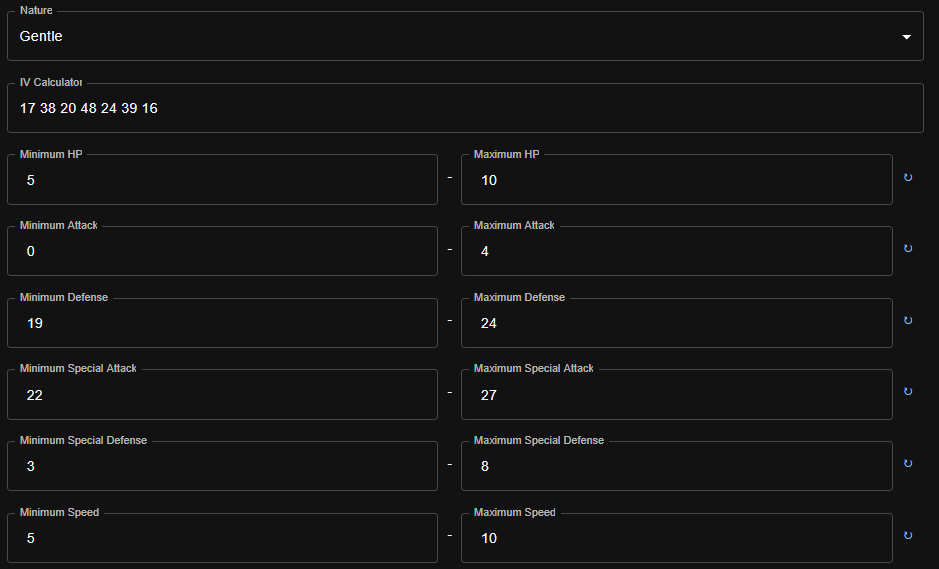 Nature
Gentle
IV Calculator
17 38 20 48 24 39 16
Minimum HP
5
-
Maximum HP
10
↻
Minimum Attack
0
-
Maximum Attack
4
↻
Minimum Defense
19
-
Maximum Defense
24
↻
Minimum Special Attack
22
-
Maximum Special Attack
27
↻
Minimum Special Defense
3
-
Maximum Special Defense
8
↻
Minimum Speed
5
-
Maximum Speed
10
↻